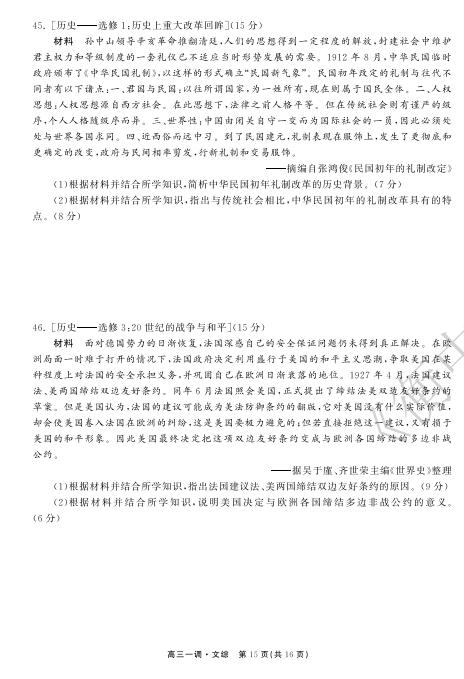 45. [历史——选修1:历史上重大改革回眸](15分)
材料 孙中山领导辛亥革命推翻清廷,人们的思想得到一定程度的解放,封建社会中维护
君主权力和等级制度的一套礼仪已不适应当时形势发展的需要。1912年8月,中华民国临时
政府颁布了《中华民国礼制》,以这样的形式确立“民国新气象”。民国初年政定的礼制与往代不
同者有以下诸点:一、君国与民国:以往所谓国家,为一姓所有,现在则属于国民全体。二、人权
思想:人权思想源自西方社会。在此思想下,法律之前人格平等。但在传统社会则有谨严的级
序,个人人格随级序而异。三、世界性:中国由闭关自守一变而为国际社会的一员,因此必须处
处与世界各国求同。四、近西俗而远中习。到了民国建元,礼制表现在服饰上,发生了更彻底和
更确定的改变,政府与民间相率剪发,行新礼制和交易服饰。
——摘编自张鸿俊《民国初年的礼制改定》
(1)根据材料并结合所学知识,简析中华民国初年礼制改革的历史背景。(7分)
(2)根据材料并结合所学知识,指出与传统社会相比,中华民国初年的礼制改革具有的特
点。(8分)
46. [历史——选修3:20世纪的战争与和平](15分)
材料 面对德国势力的日渐恢复,法国深感自己的安全保证问题仍未得到真正解决。在欧
洲局面一时难于打开的情况下,法国政府决定利用盛行于美国的和平主义思潮,争取美国在某
种程度上对法国的安全承担义务,并巩固自己在欧洲日渐衰落的地位。1927年4月,法国建议
法、美两国缔结双边友好条约。同年6月法国照会美国,正式提出了缔结法美双边友好条约的
草案。但是美国认为,法国的建议可能成为美法防御条约的翻版,它对美国没有什么实际价值,
却会使美国卷入法国在欧洲的纠纷,这是美国要极力避免的;但若直接拒绝这一建议,又有损于
美国的和平形象。因此美国最终决定把这项双边友好条约变成与欧洲各国缔结的多边非战
公约。
——据吴于廑、齐世荣主编《世界史》整理
(1)根据材料并结合所学知识,指出法国建议法、美两国缔结双边友好条约的原因。(9分)
(2)根据材料并结合所学知识,说明美国决定与欧洲各国缔结多边非战公约的意义。
(6分)
高三一调·文综 第15页(共16页)